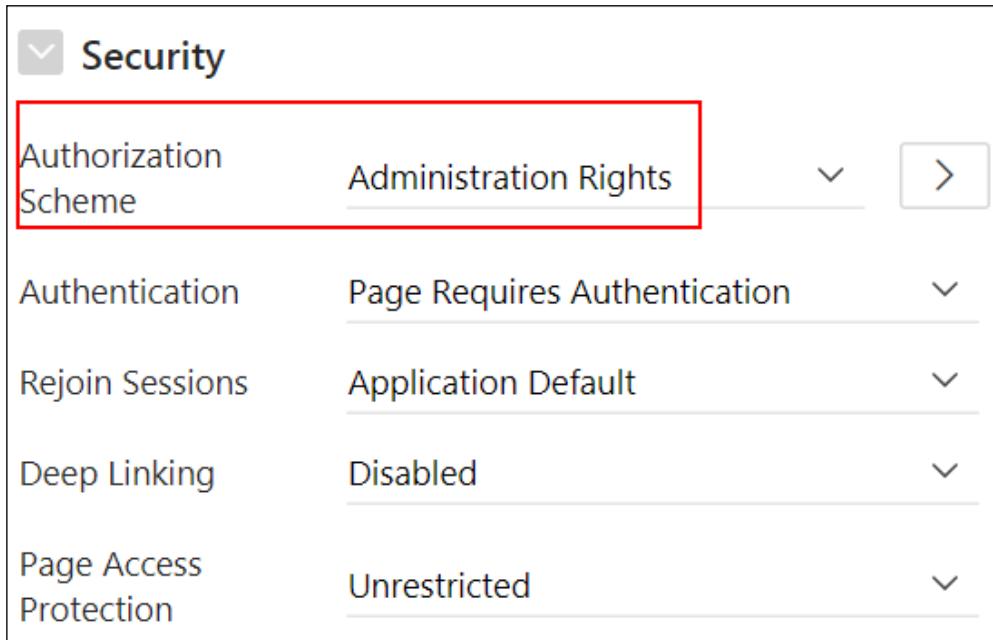 Security
Authorization
Scheme
Administration Rights
Authentication
Page Requires Authentication
Rejoin Sessions
Application Default
Deep Linking
Disabled
Page Access
Protection
Unrestricted